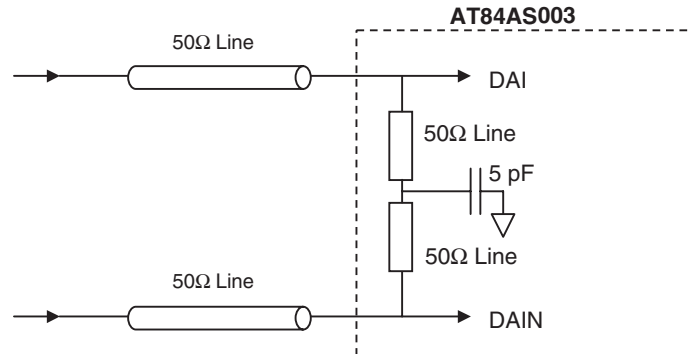 AT84AS003
50Ω Line
DAI
50Ω Line
5 pF
50Ω Line
50Ω Line
DAIN